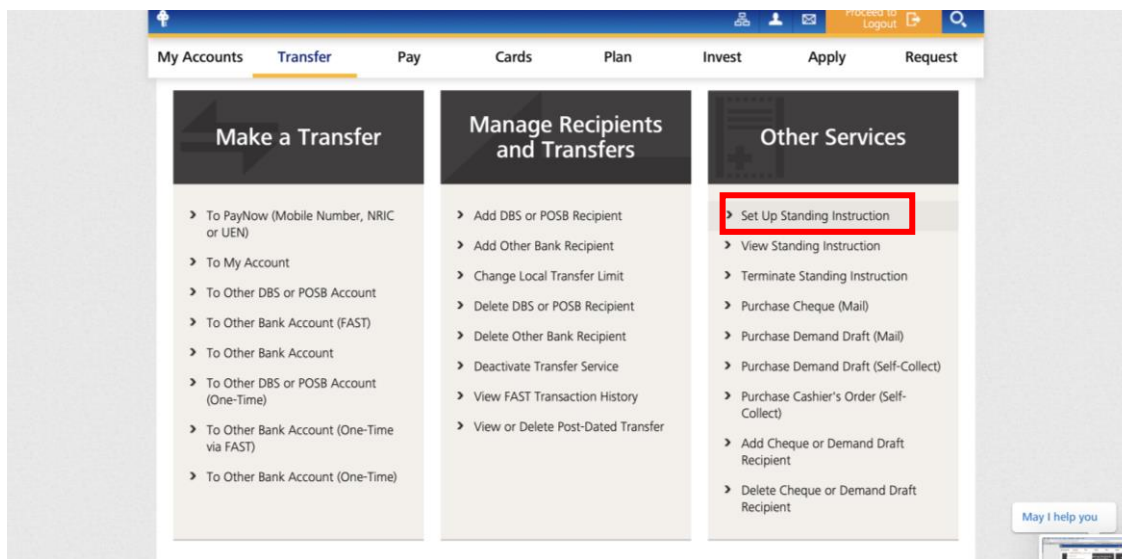 Proceed to
Logout
My Accounts Transfer Pay Cards Plan Invest Apply Request
Make a Transfer
To PayNow (Mobile Number, NRIC
or UEN)
To My Account
To Other DBS or POSB Account
To Other Bank Account (FAST)
To Other Bank Account
To Other DBS or POSB Account
(One-Time)
To Other Bank Account (One-Time
via FAST)
To Other Bank Account (One-Time)
Manage Recipients
and Transfers
Add DBS or POSB Recipient
Add Other Bank Recipient
Change Local Transfer Limit
Delete DBS or POSB Recipient
Delete Other Bank Recipient
Deactivate Transfer Service
View FAST Transaction History
View or Delete Post-Dated Transfer
Other Services
Set Up Standing Instruction
View Standing Instruction
Terminate Standing Instruction
Purchase Cheque (Mail)
Purchase Demand Draft (Mail)
Purchase Demand Draft (Self-Collect)
Purchase Cashier's Order (Self-
Collect)
Add Cheque or Demand Draft
Recipient
Delete Cheque or Demand Draft
Recipient
May I help you